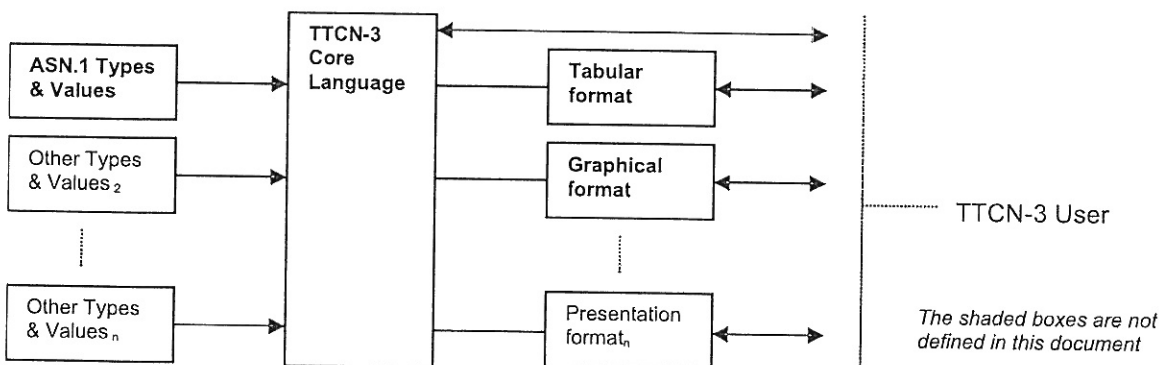 ASN.1 Types
& Values
Other Types
& Values 2
Other Types
& Values n
TTCN-3
Core
Language
Tabular
format
Graphical
format
Presentation
formatn
TTCN-3 User
The shaded boxes are not
defined in this document